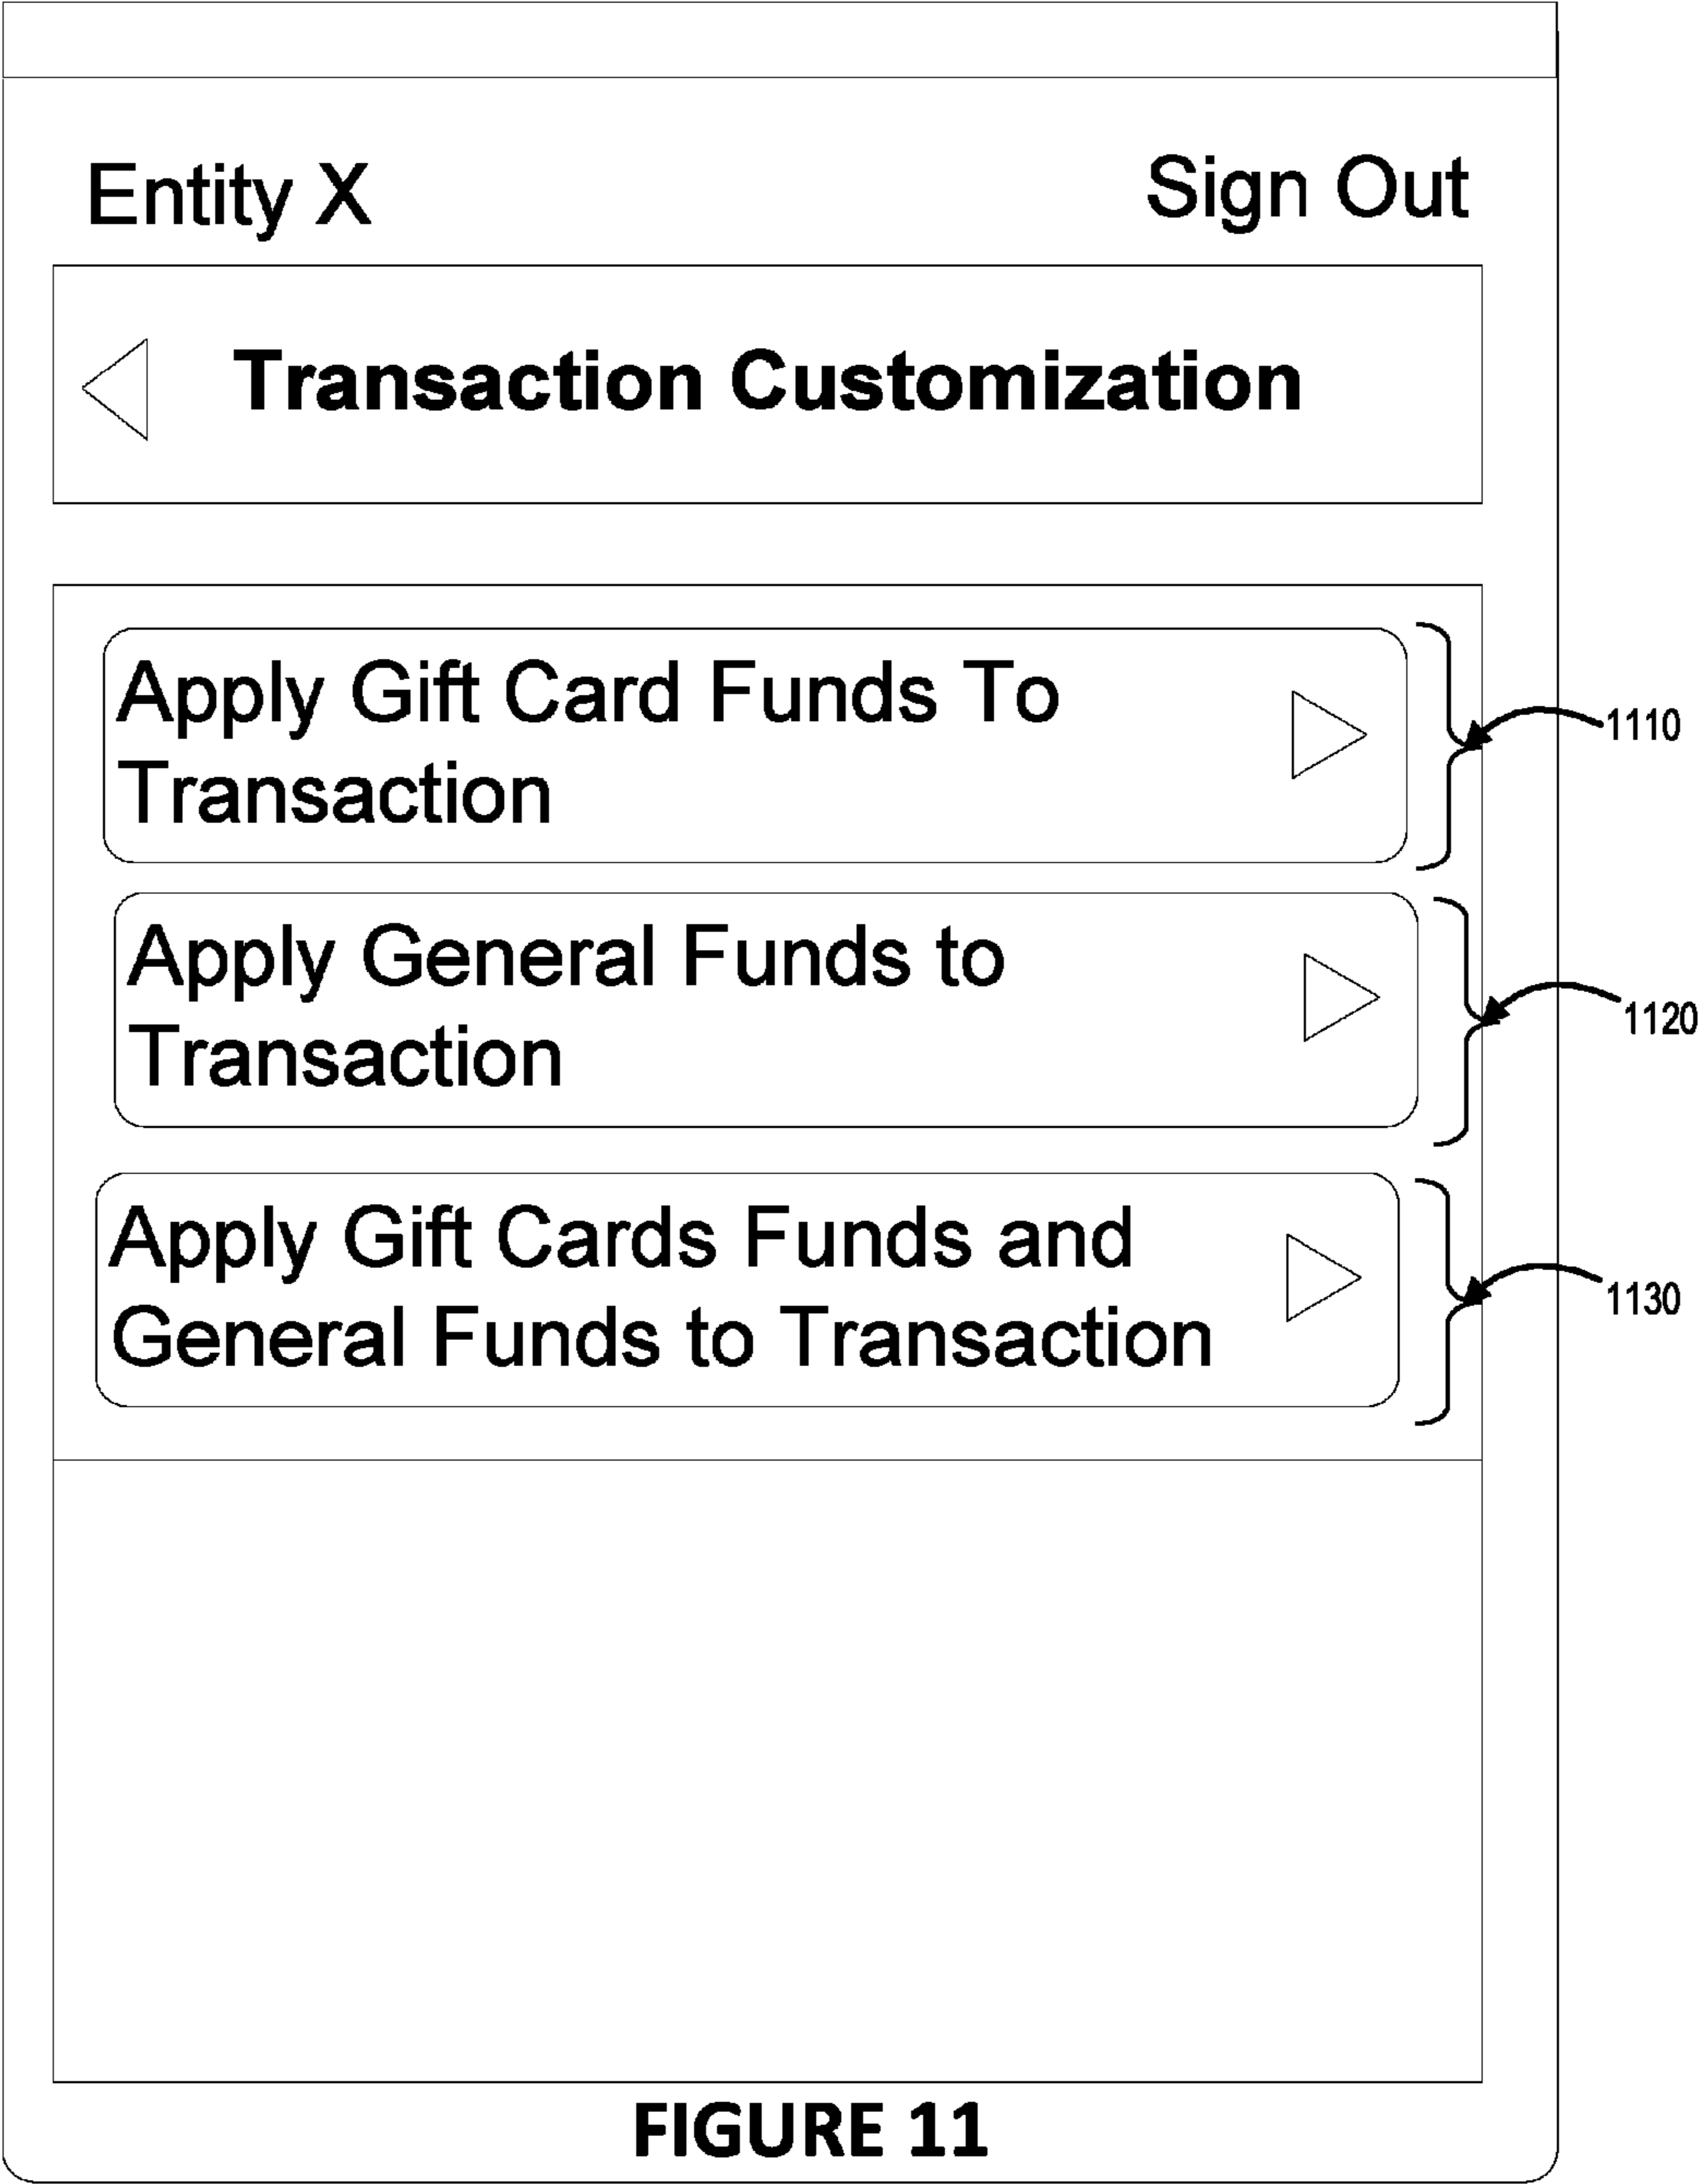 Entity X
Sign Out
Transaction Customization
Apply Gift Card Funds To
Transaction
1110
Apply General Funds to
Transaction
1120
Apply Gift Cards Funds and
General Funds to Transaction
1130
FIGURE 11